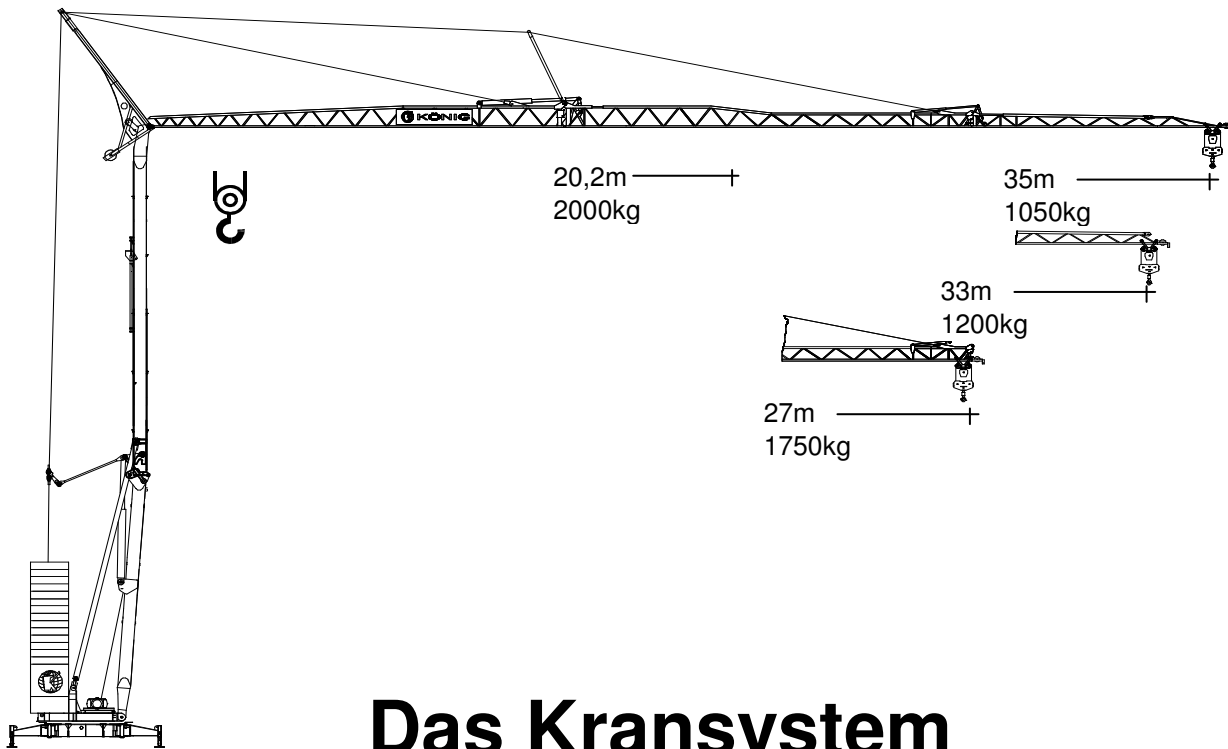 KÖNIG
20,2m
2000kg
35m
1050kg
33m
1200kg
27m
1750kg
Das Kransystem